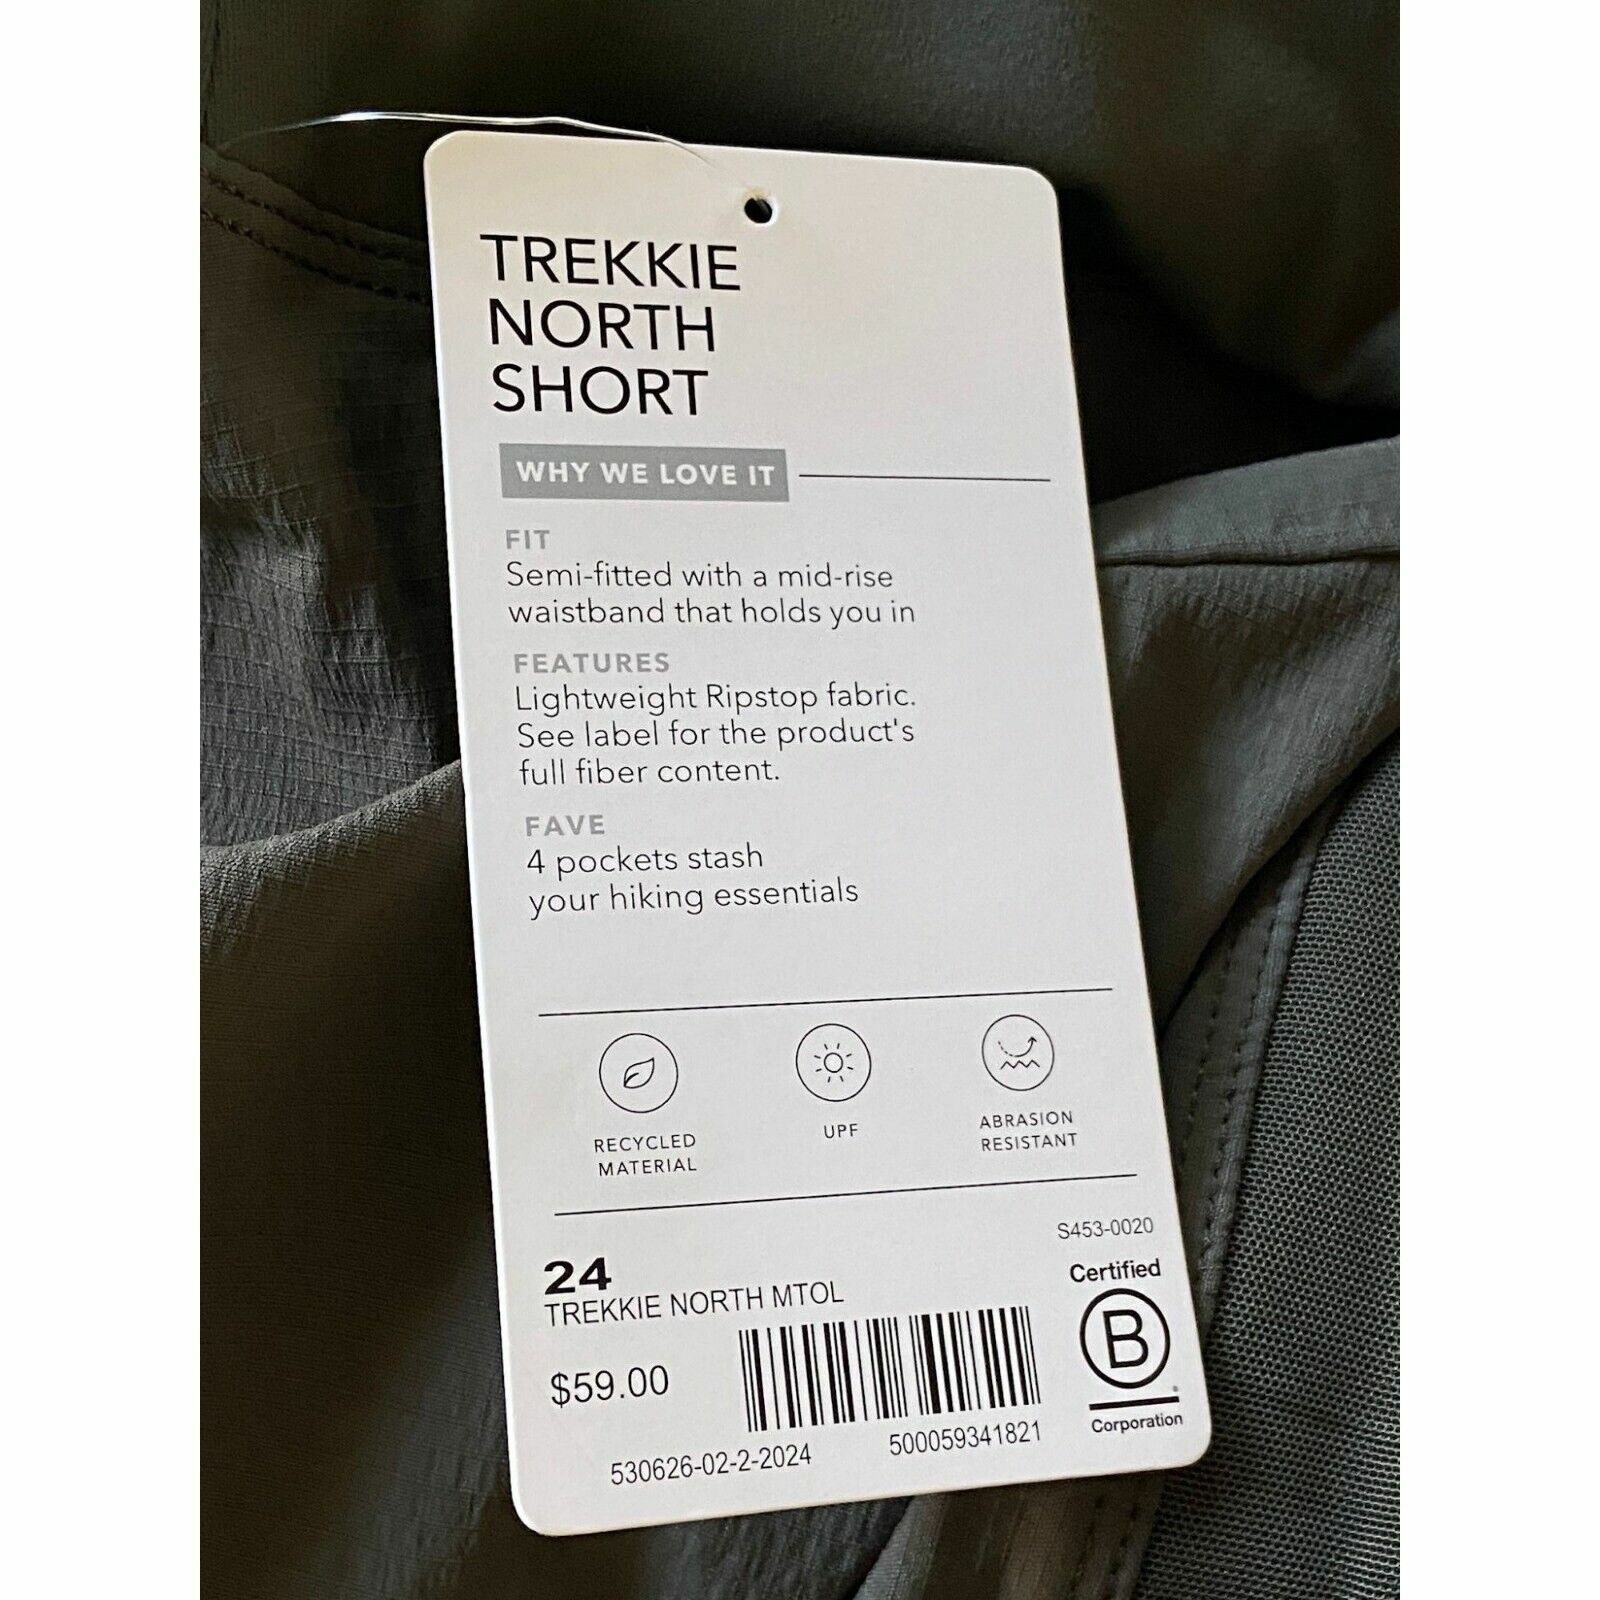 TREKKIE
NORTH
SHORT
WHY WE LOVE IT
FIT
Semi-fitted with a mid-rise
waistband that holds you in
FEATURES
Lightweight Ripstop fabric.
See label for the product's
full fiber content.
FAVE
4 pockets stash
your hiking essentials
RECYCLED
MATERIAL
UPF
ABRASION
RESISTANT
S453-0020
24
TREKKIE NORTH MTOL
$59.00
530626-02-2-2024
500059341821
Certified
B
®
Corporation